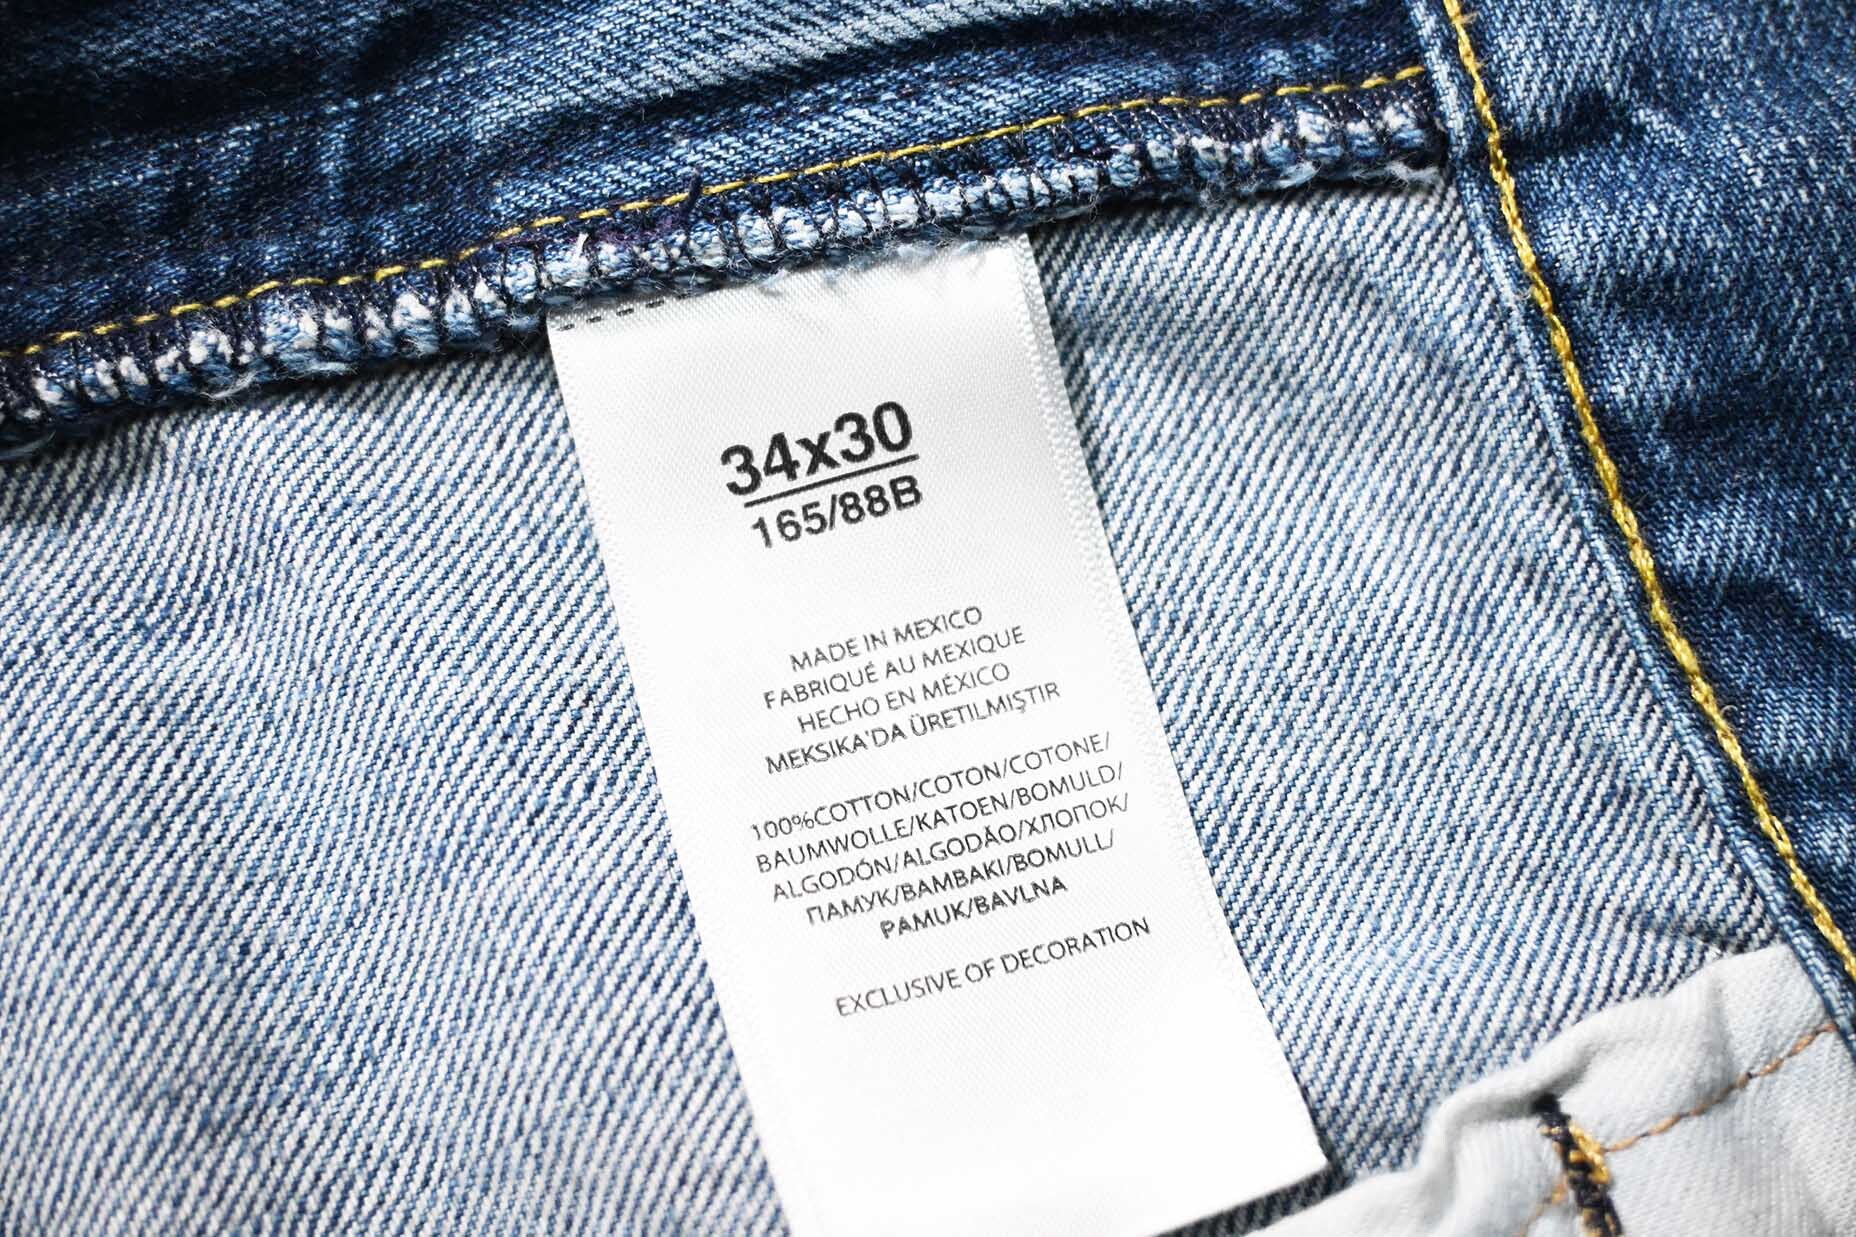 34x30
165/88B
MADE IN MEXICO
FABRIQUÉ AU MEXIQUE
HECHO EN MÉXICO
MEKSIKA'DA ÜRETILMIŞTIR
100%COTTON/COTON/COTONE/
BAUMWOLLE/KATOEN/BOMULD/
ALGODÓN/ALGODÃO/ХЛОПОК/
ПАМУК/BAMBAKI/BOMULL/
PAMUK/BAVLNA
EXCLUSIVE OF DECORATION